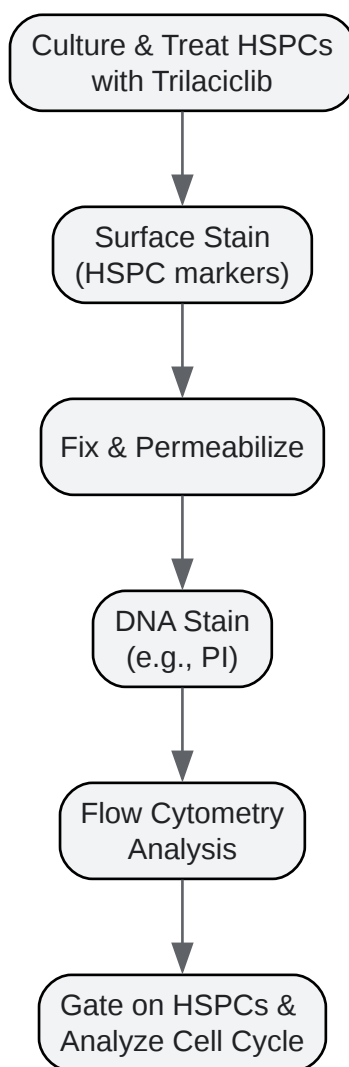 Culture & Treat HSPCs
with Trilaciclib
Surface Stain
(HSPC markers)
Fix & Permeabilize
DNA Stain
(e.g., PI)
Flow Cytometry
Analysis
Gate on HSPCs &
Analyze Cell Cycle